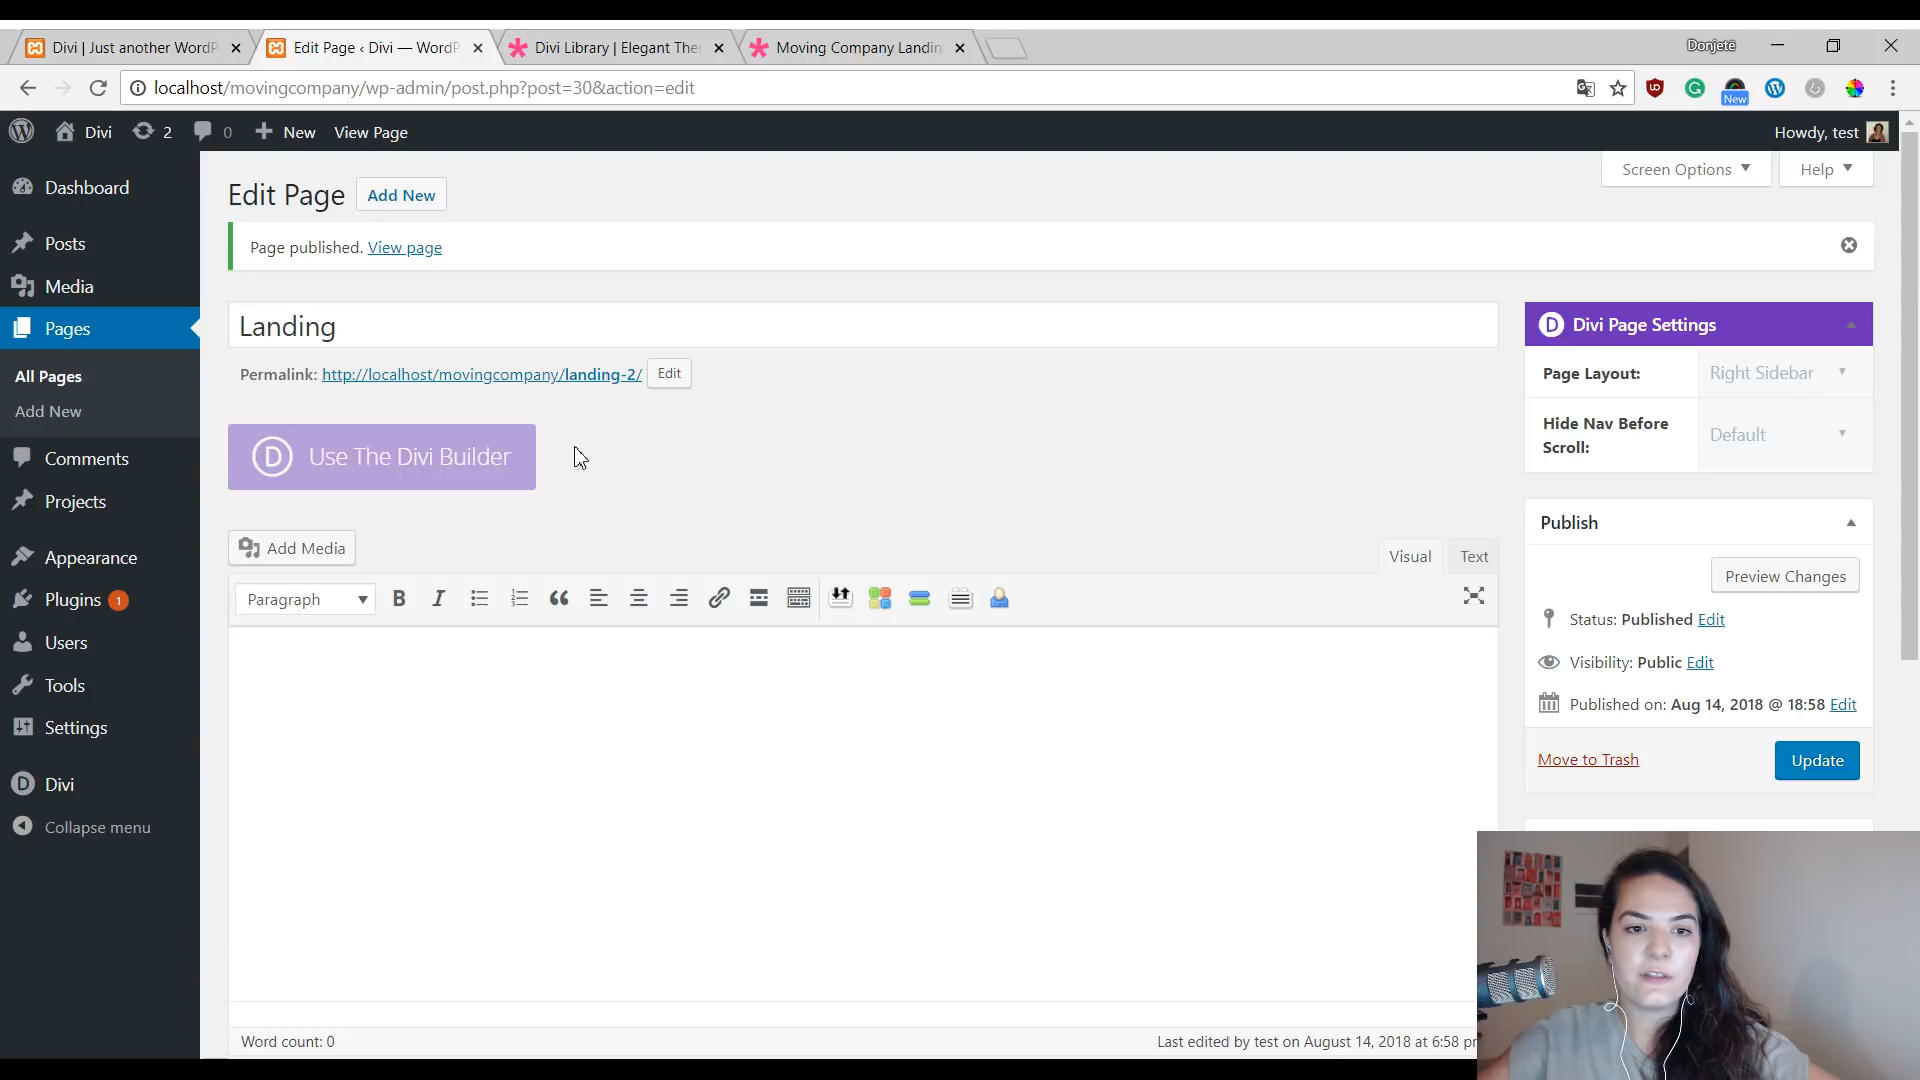 Divi | Just another WordP
Edit Page ‹ Divi — WordP
Divi Library | Elegant The
Moving Company Landin
Donjetë
localhost/movingcompany/wp-admin/post.php?post=30&action=edit
New
Divi
2
0
New
View Page
Howdy, test
Screen Options
Help
Dashboard
Posts
Media
Pages
All Pages
Add New
Comments
Projects
Appearance
Plugins 1
Users
Tools
Settings
Divi
Collapse menu
Edit Page
Add New
Page published. View page
Landing
Permalink: http://localhost/movingcompany/landing-2/
Edit
D
Use The Divi Builder
Add Media
Visual
Text
Paragraph
B
I
Word count: 0
Last edited by test on August 14, 2018 at 6:58 p
D Divi Page Settings
Page Layout:
Right Sidebar
Hide Nav Before
Scroll:
Default
Publish
Preview Changes
Status: Published Edit
Visibility: Public Edit
Published on: Aug 14, 2018 @ 18:58 Edit
Move to Trash
Update